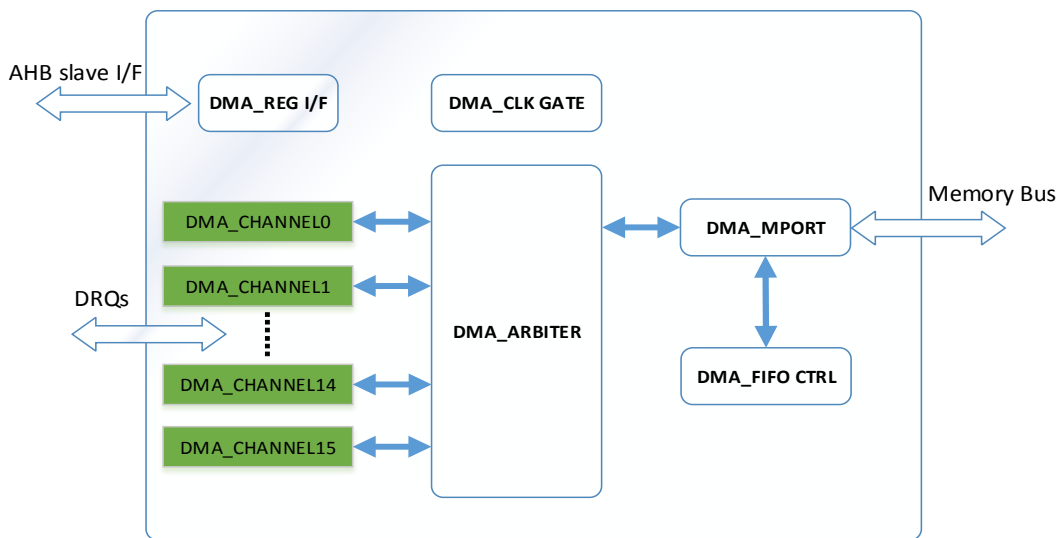 AHB slave I/F
DMA_REG I/F
DMA_CLK GATE
DMA_CHANNEL0
DMA_MPORT
Memory Bus
DMA_CHANNEL1
DRQs
DMA_ARBITER
DMA_CHANNEL14
DMA_FIFO CTRL
DMA_CHANNEL15